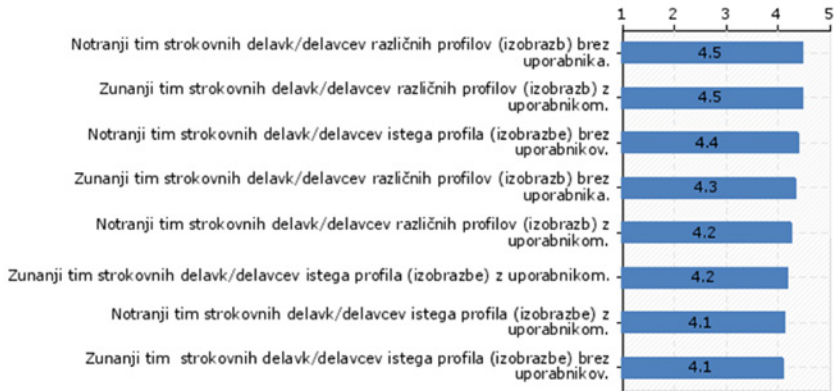 1 2 3 4 5
Notranji tim strokovnih delavk/delavcev različnih profilov (izobrazb) brez
uporabnika.
4.5
Zunanji tim strokovnih delavk/delavcev različnih profilov (izobrazb) z
uporabnikom.
4.5
Notranji tim strokovnih delavk/delavcev istega profila (izobrazbe) brez
uporabnikov.
4.4
Zunanji tim strokovnih delavk/delavcev različnih profilov (izobrazb) brez
uporabnika.
4.3
Notranji tim strokovnih delavk/delavcev različnih profilov (izobrazb) z
uporabnikom.
4.2
Zunanji tim strokovnih delavk/delavcev istega profila (izobrazbe) z uporabnikom.
4.2
Notranji tim strokovnih delavk/delavcev istega profila (izobrazbe) z
uporabnikom.
4.1
Zunanji tim strokovnih delavk/delavcev istega profila (izobrazbe) brez
uporabnikov.
4.1